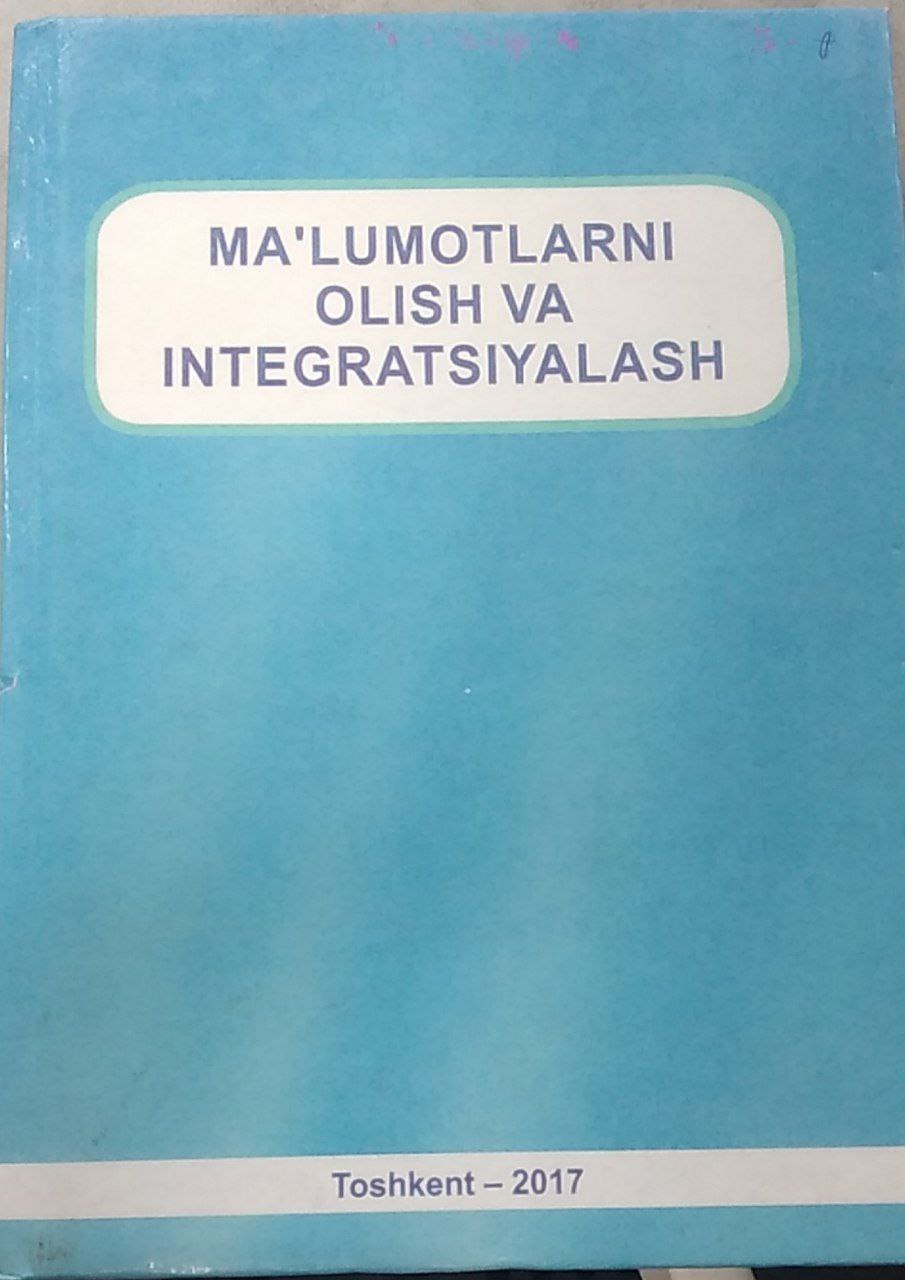 MA'LUMOTLARNI
OLISH VA
INTEGRATSIYALASH
Toshkent – 2017